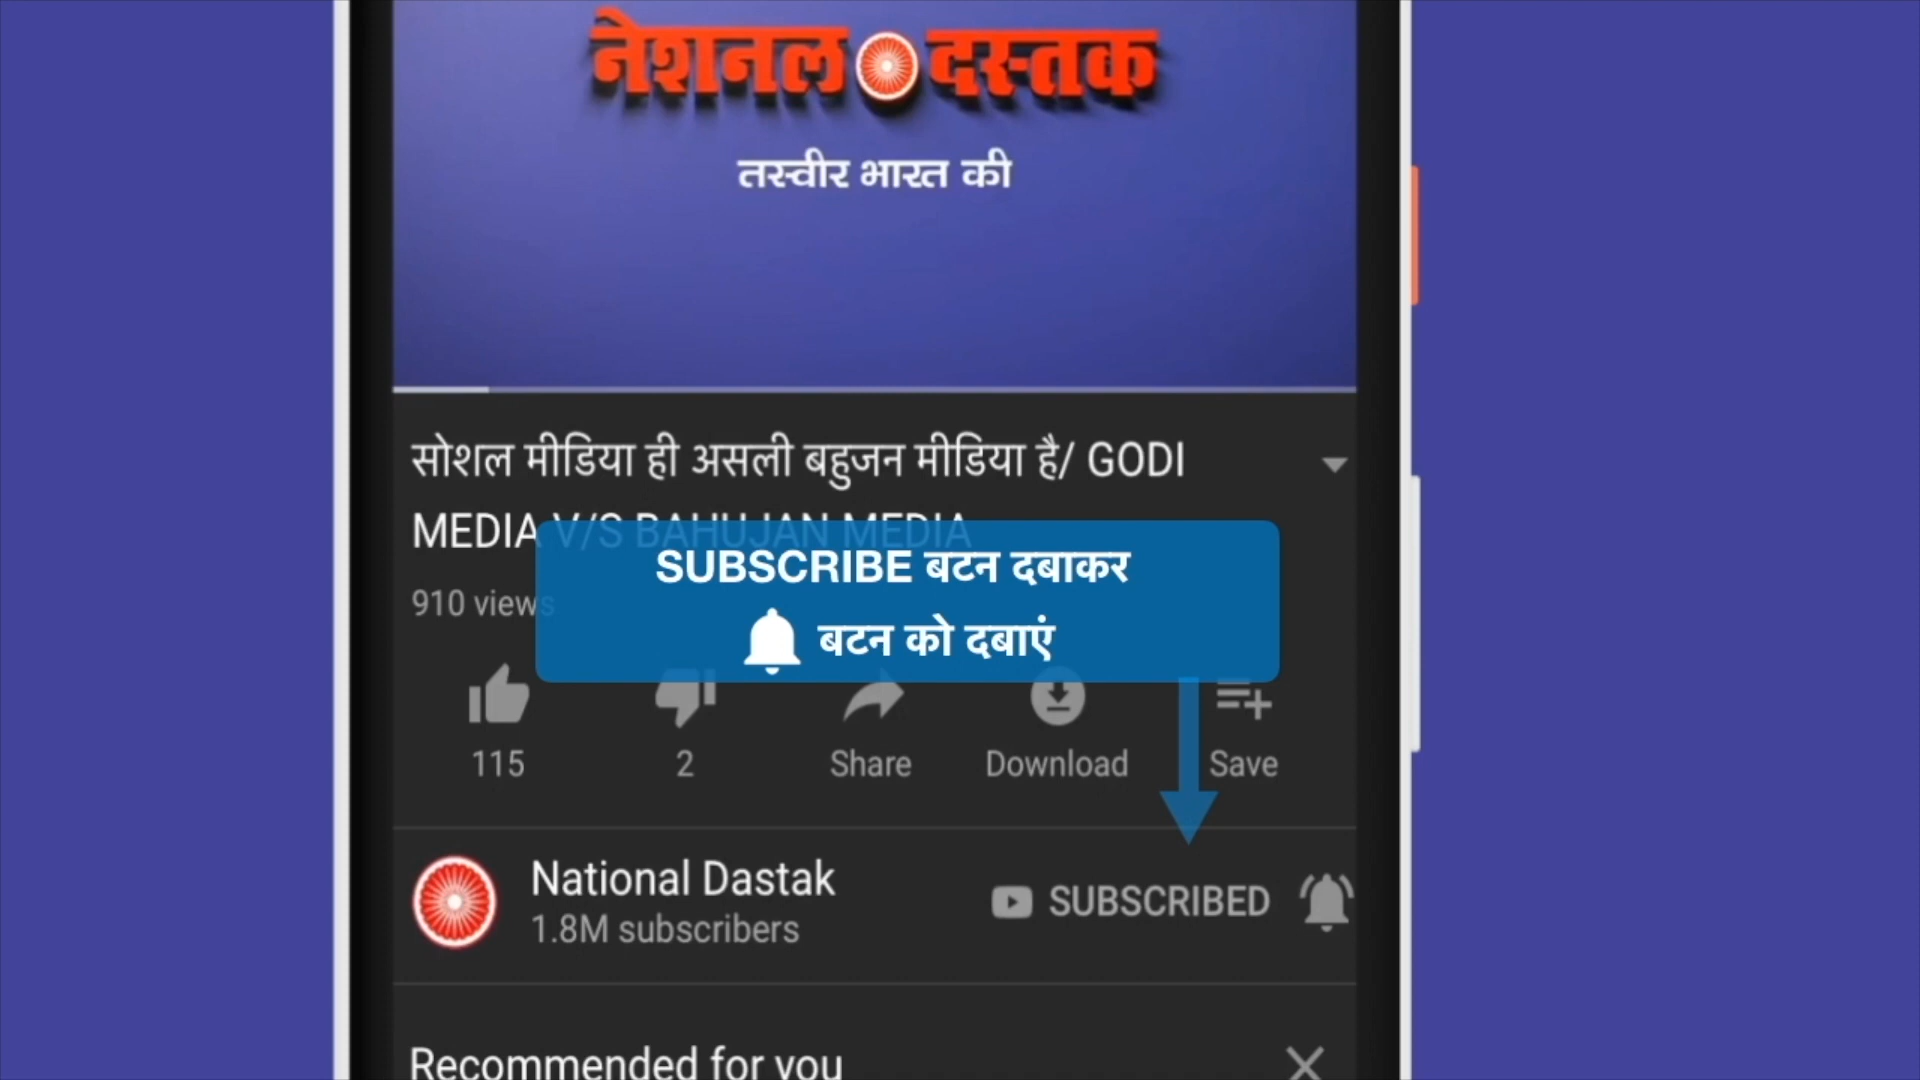 नेशनल दस्तक
तस्वीर भारत की
सोशल मीडिया ही असली बहुजन मीडिया है/ GODI
MEDIA V/S BAHUJAN MEDIA
910 views
SUBSCRIBE बटन दबाकर
बटन को दबाएं
115
2
Share
Download
Save
National Dastak
1.8M subscribers
SUBSCRIBED
Recommended for you